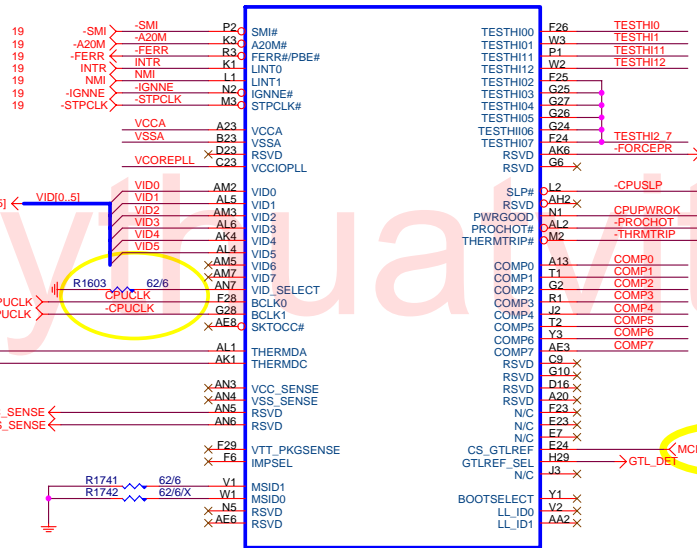 19 -SMI -SMI P2 SMI# TESTHI00 F26 TESTHI0
19 -A20M -A20M K3 A20M# TESTHI01 W3 TESTHI1
19 -FERR -FERR R3 FERR#/PBE# TESTHI11 P1 TESTHI11
19 INTR INTR K1 LINT0 TESTHI12 W2 TESTHI12
19 NMI NMI L1 LINT1 TESTHI02 F25
19 -IGNNE -IGNNE N2 IGNNE# TESTHI03 G25
19 -STPCLK -STPCLK M3 STPCLK# TESTHI04 G27
TESTHI05 G26
VCCA A23 VCCA TESTHII06 G24
VSSA B23 VSSA TESTHI07 F24 TESTHI2_7
D23 RSVD RSVD AK6 -FORCEPR
VCOREPLL C23 VCCIOPLL RSVD G6
VID0 AM2 VID0 SLP# L2 -CPUSLP
5] VID[0..5] VID1 AL5 VID1 RSVD AH2
VID2 AM3 VID2 PWRGOOD N1 CPUPWROK
VID3 AL6 VID3 PROCHOT# AL2 -PROCHOT
VID4 AK4 VID4 THERMTRIP# M2 -THRMTRIP
VID5 AL4 VID5
AM5 VID6 COMP0 A13 COMP0
AM7 VID7 COMP1 T1 COMP1
R1603 62/6 AN7 VID_SELECT COMP2 G2 COMP2
PUCLK CPUCLK F28 BCLK0 COMP3 R1 COMP3
PUCLK -CPUCLK G28 BCLK1 COMP4 J2 COMP4
AE8 SKTOCC# COMP5 T2 COMP5
COMP6 Y3 COMP6
AL1 THERMDA COMP7 AE3 COMP7
AK1 THERMDC RSVD C9
RSVD G10
AN3 VCC_SENSE RSVD D16
AN4 VSS_SENSE RSVD A20
C_SENSE AN5 RSVD N/C F23
S_SENSE AN6 RSVD N/C E23
N/C E7
F29 VTT_PKGSENSE CS_GTLREF E24 MC
F6 IMPSEL GTLREF_SEL H29 GTL_DET
N/C J3
R1741 62/6 V1 MSID1
R1742 62/6/X W1 MSID0 BOOTSELECT Y1
N5 RSVD LL_ID0 V2
AE6 RSVD LL_ID1 AA2
ythuatvit